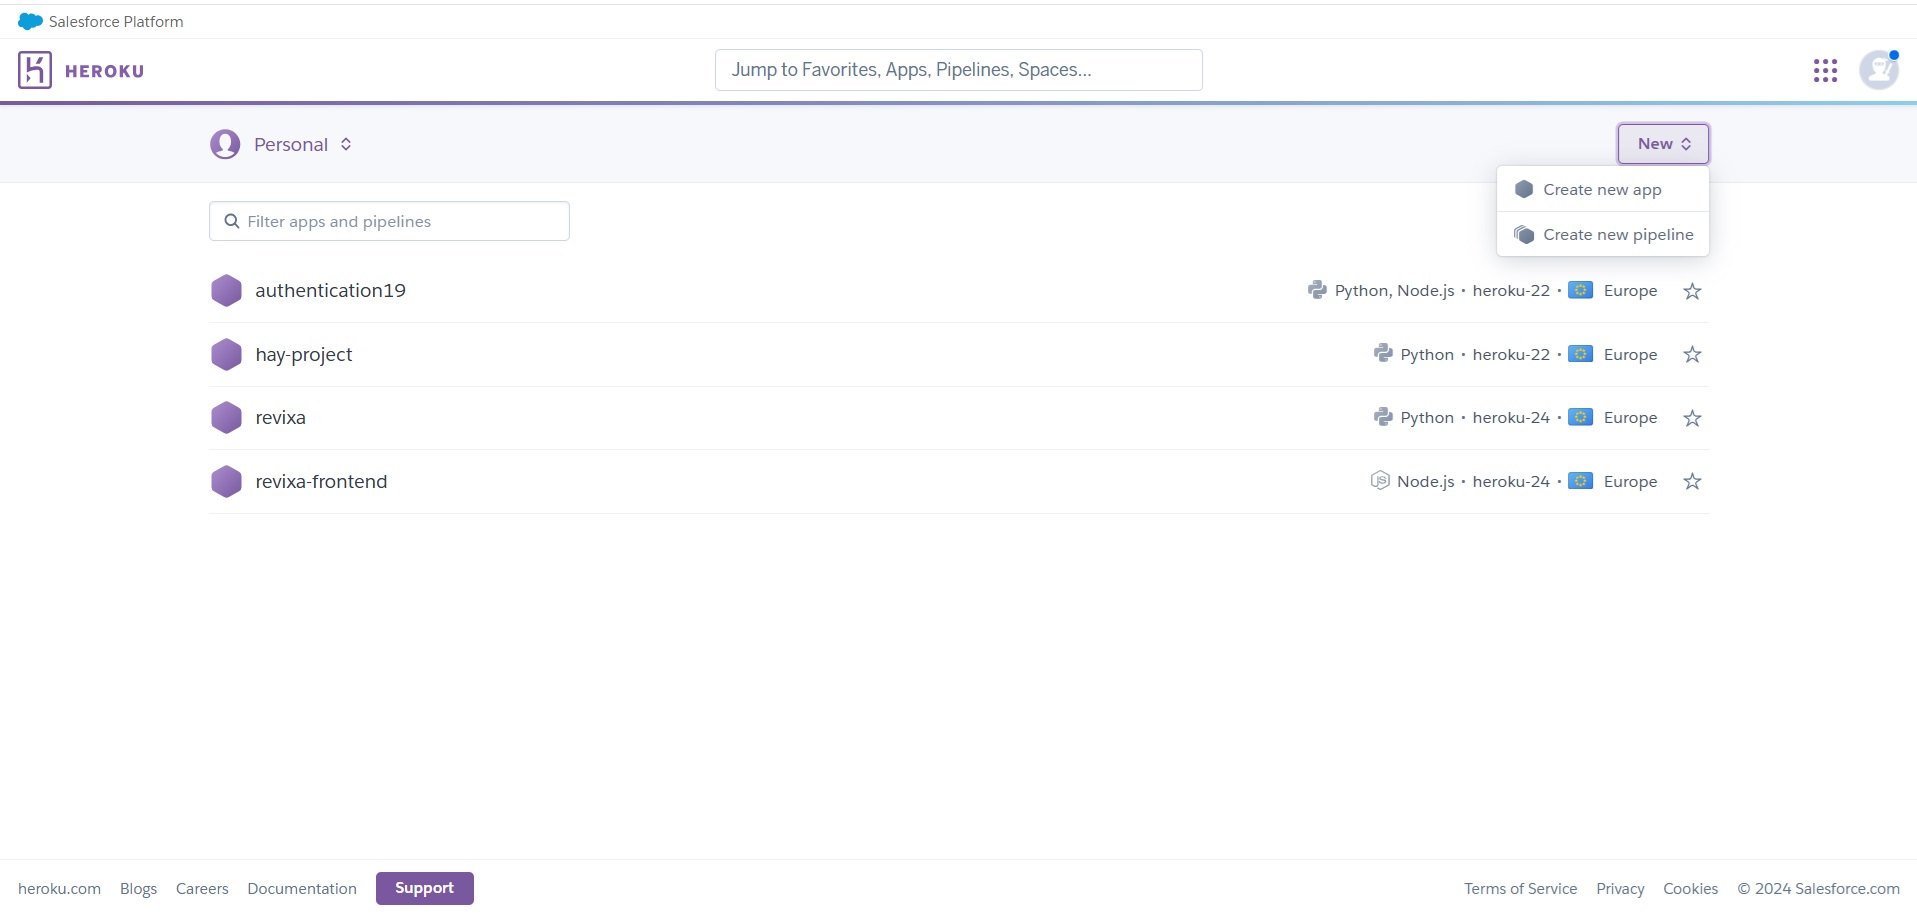 Salesforce Platform
HEROKU
Jump to Favorites, Apps, Pipelines, Spaces...
Personal
New
Create new app
Create new pipeline
Filter apps and pipelines
authentication19 Python, Node.js • heroku-22 • Europe
hay-project Python • heroku-22 • Europe
revixa Python • heroku-24 • Europe
revixa-frontend Node.js • heroku-24 • Europe
heroku.com Blogs Careers Documentation Support Terms of Service Privacy Cookies © 2024 Salesforce.com